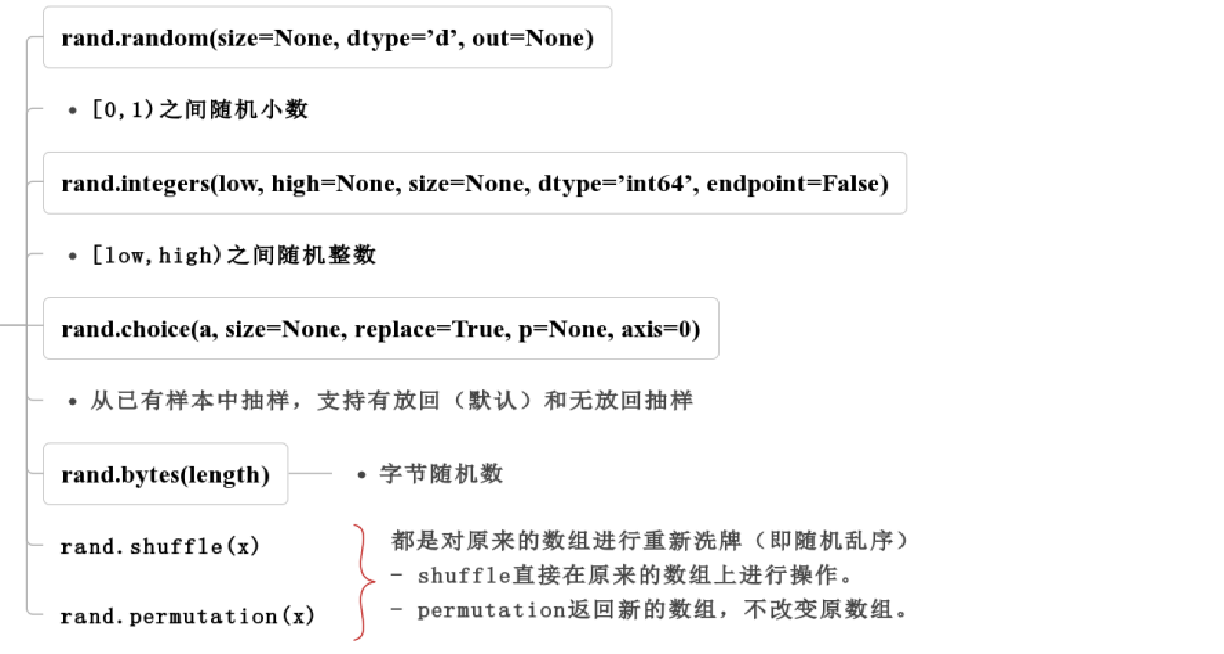 rand.random(size=None, dtype=’d’, out=None)
• [0,1)之间随机小数
rand.integers(low, high=None, size=None, dtype=’int64’, endpoint=False)
• [low,high)之间随机整数
rand.choice(a, size=None, replace=True, p=None, axis=0)
• 从已有样本中抽样，支持有放回（默认）和无放回抽样
rand.bytes(length)
• 字节随机数
rand.shuffle(x)
rand.permutation(x)
都是对原来的数组进行重新洗牌（即随机乱序）
- shuffle直接在原来的数组上进行操作。
- permutation返回新的数组，不改变原数组。